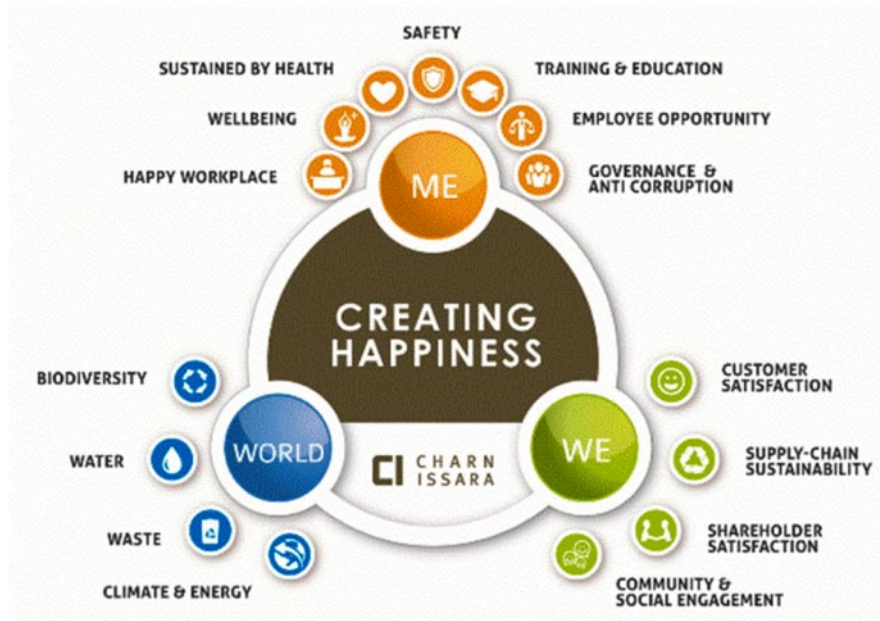 SAFETY
SUSTAINED BY HEALTH
TRAINING & EDUCATION
WELLBEING
EMPLOYEE OPPORTUNITY
HAPPY WORKPLACE
GOVERNANCE &
ANTI CORRUPTION
ME
CREATING
HAPPINESS
BIODIVERSITY
CUSTOMER
SATISFACTION
WORLD
WE
WATER
CI CHARN
ISSARA
SUPPLY-CHAIN
SUSTAINABILITY
WASTE
SHAREHOLDER
SATISFACTION
CLIMATE & ENERGY
COMMUNITY &
SOCIAL ENGAGEMENT